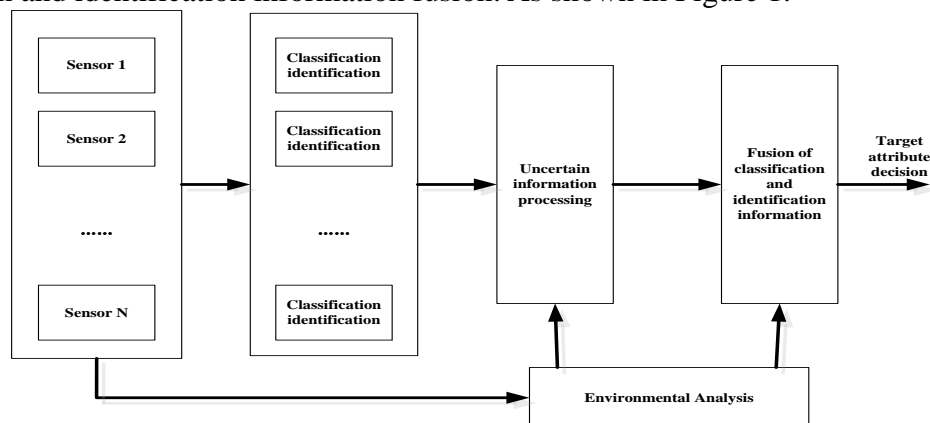 and identification information fusion. As shown in Figure 1.
Sensor 1
Sensor 2
......
Sensor N
Classification
identification
Classification
identification
......
Classification
identification
Uncertain
information
processing
Fusion of
classification
and
identification
information
Target
attribute
decision
Environmental Analysis